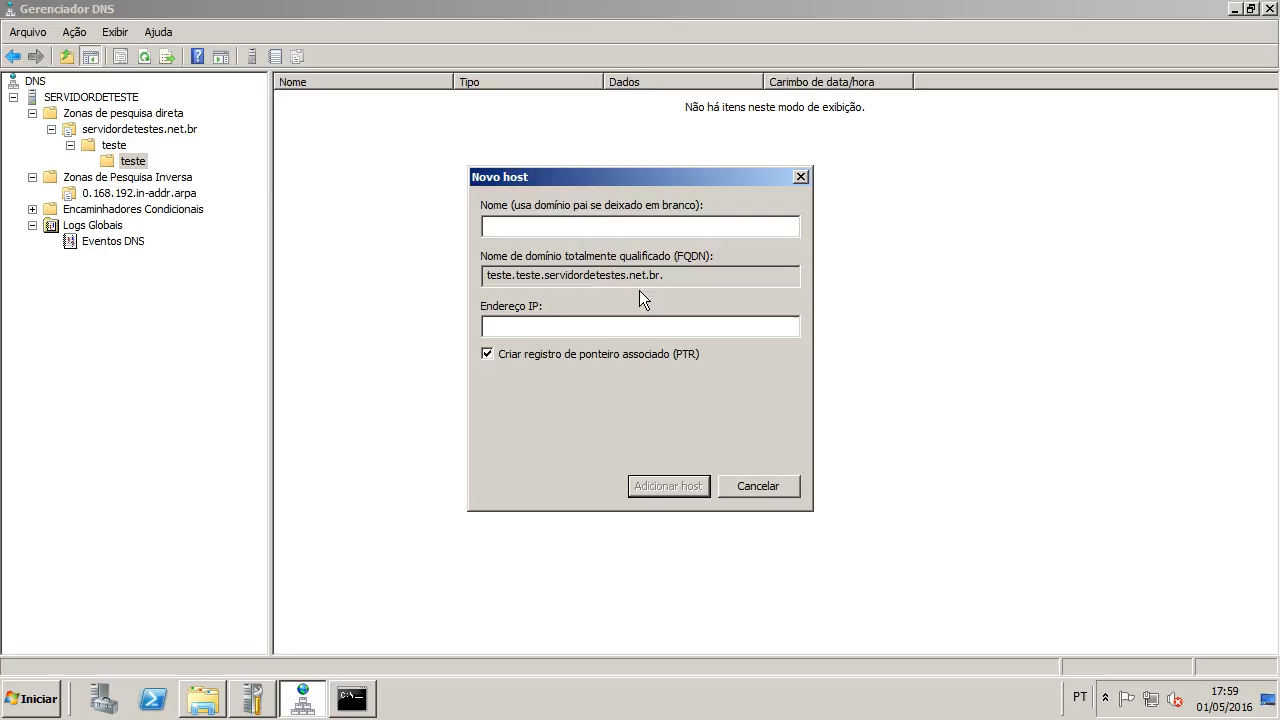 Gerenciador DNS
Arquivo Ação Exibir Ajuda
DNS
SERVIDORDETESTE
Zonas de pesquisa direta
servidordetestes.net.br
teste
teste
Zonas de Pesquisa Inversa
0.168.192.in-addr.arpa
Encaminhadores Condicionais
Logs Globais
Eventos DNS
Nome Tipo Dados Carimbo de data/hora
Não há itens neste modo de exibição.
Novo host
Nome (usa domínio pai se deixado em branco):
Nome de domínio totalmente qualificado (FQDN):
teste.teste.servidordetestes.net.br.
Endereço IP:
Criar registro de ponteiro associado (PTR)
Adicionar host Cancelar
Iniciar
C:\
PT
17:59
01/05/2016